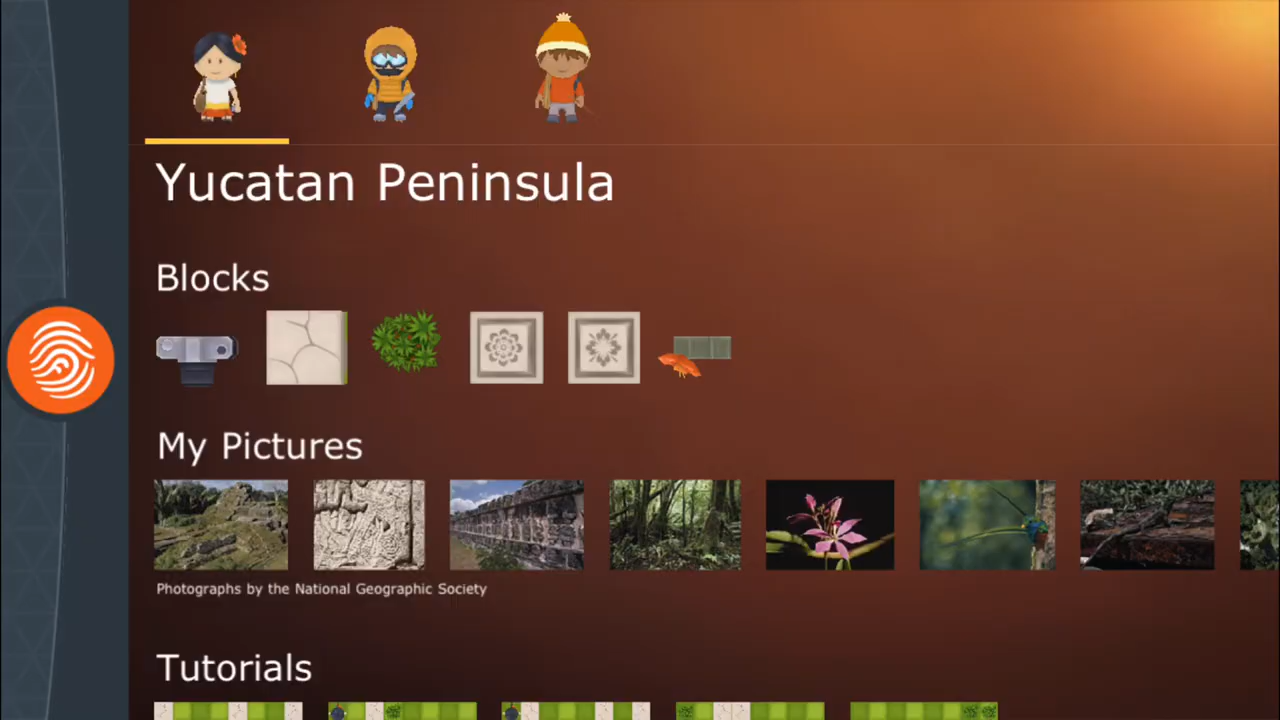 Yucatan Peninsula
Blocks
My Pictures
Photographs by the National Geographic Society
Tutorials